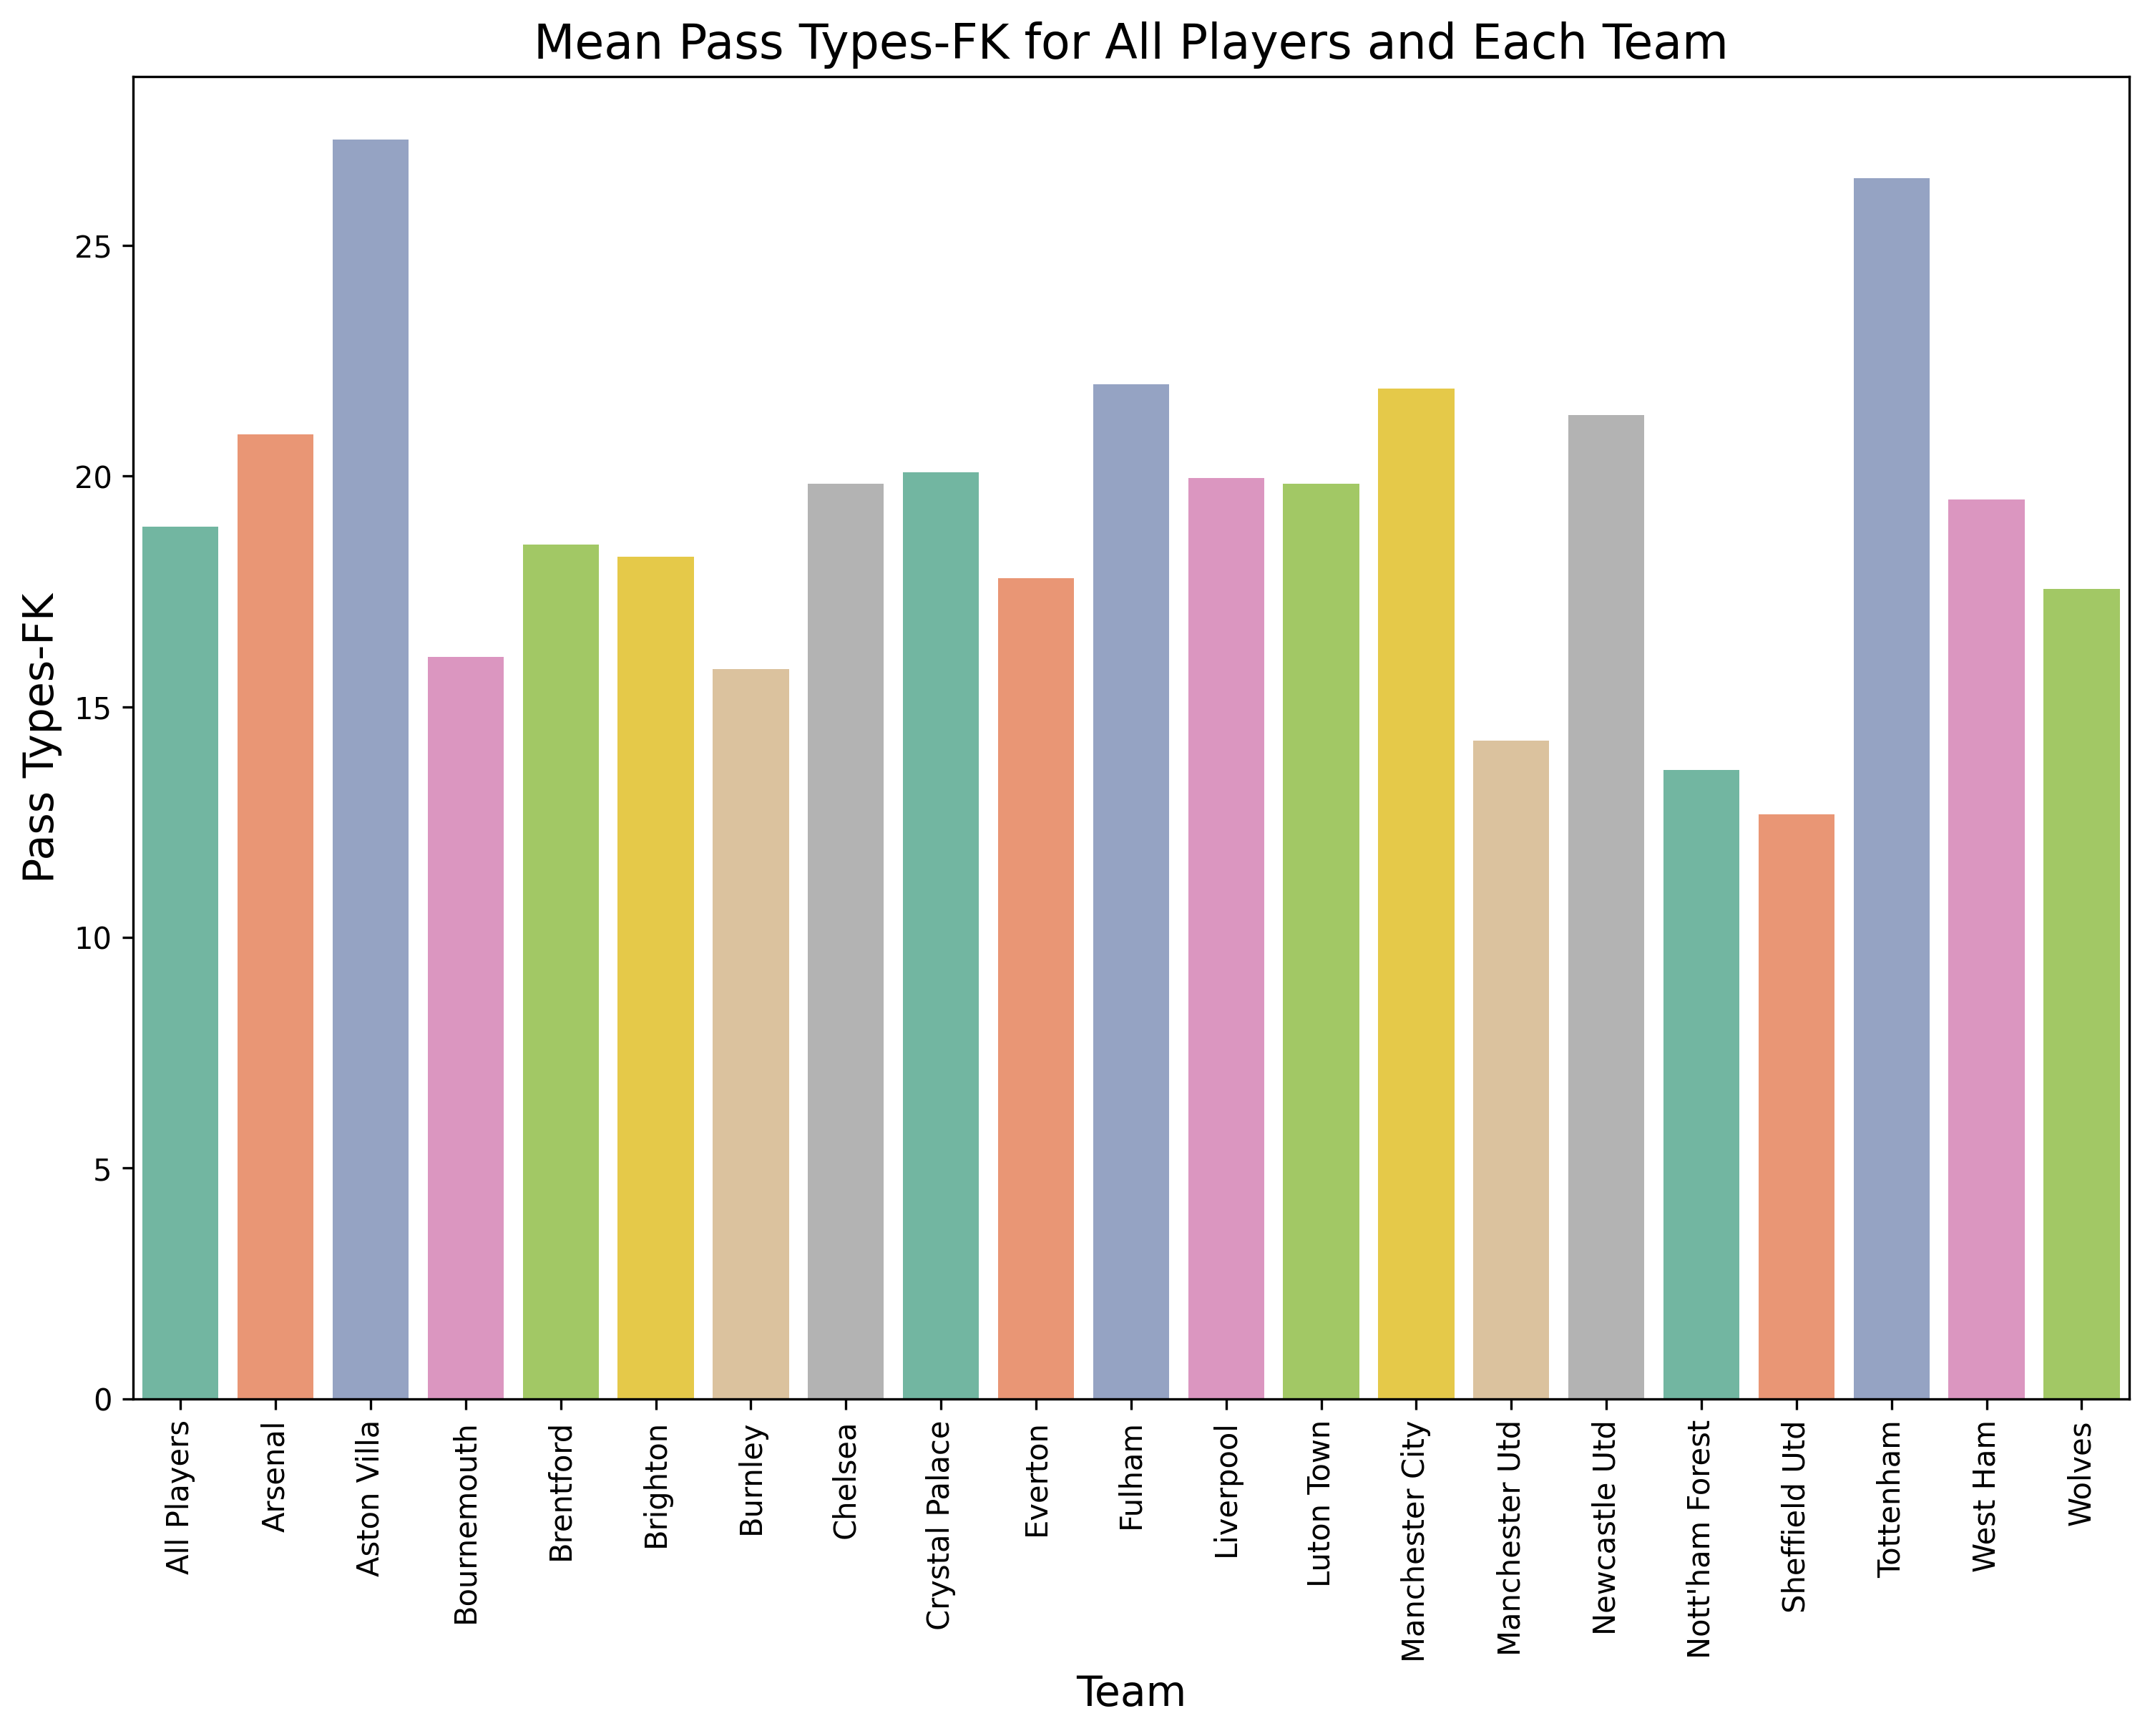 Mean Pass Types-FK for All Players and Each Team
Pass Types-FK
25
20
15
10
5
0
All Players
Arsenal
Aston Villa
Bournemouth
Brentford
Brighton
Burnley
Chelsea
Crystal Palace
Everton
Fulham
Liverpool
Luton Town
Manchester City
Manchester Utd
Newcastle Utd
Nott'ham Forest
Sheffield Utd
Tottenham
West Ham
Wolves
Team